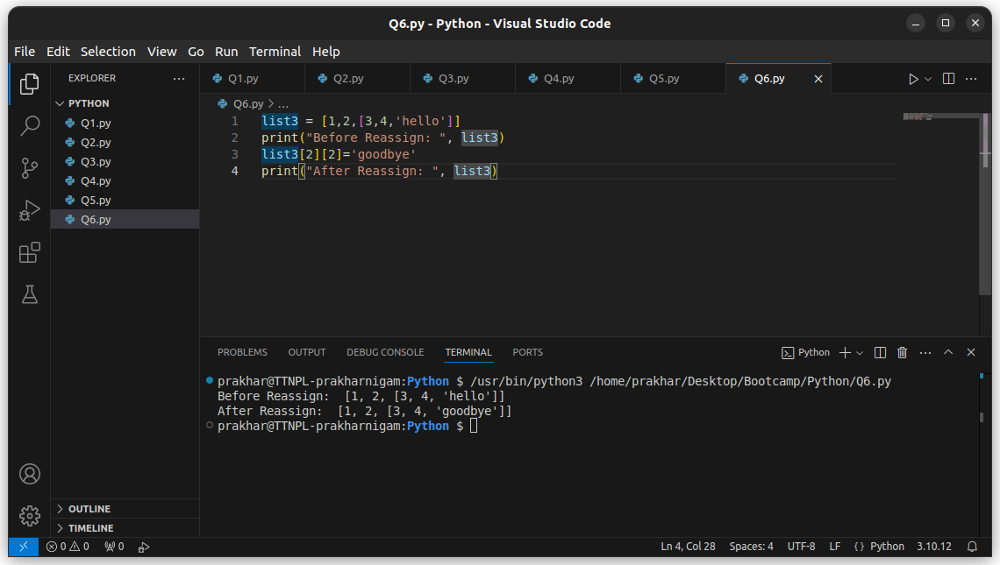 Q6.py - Python - Visual Studio Code
File Edit Selection View Go Run Terminal Help
EXPLORER
PYTHON
Q1.py
Q2.py
Q3.py
Q4.py
Q5.py
Q6.py
OUTLINE
TIMELINE
Q1.py Q2.py Q3.py Q4.py Q5.py Q6.py
Q6.py > ...
1 list3 = [1,2,[3,4,'hello']]
2 print("Before Reassign: ", list3)
3 list3[2][2]='goodbye'
4 print("After Reassign: ", list3)
PROBLEMS OUTPUT DEBUG CONSOLE TERMINAL PORTS Python
prakhar@TTNPL-prakharnigam:Python $ /usr/bin/python3 /home/prakhar/Desktop/Bootcamp/Python/Q6.py
Before Reassign:  [1, 2, [3, 4, 'hello']]
After Reassign:  [1, 2, [3, 4, 'goodbye']]
prakhar@TTNPL-prakharnigam:Python $
0 0 0 Ln 4, Col 28 Spaces: 4 UTF-8 LF {} Python 3.10.12